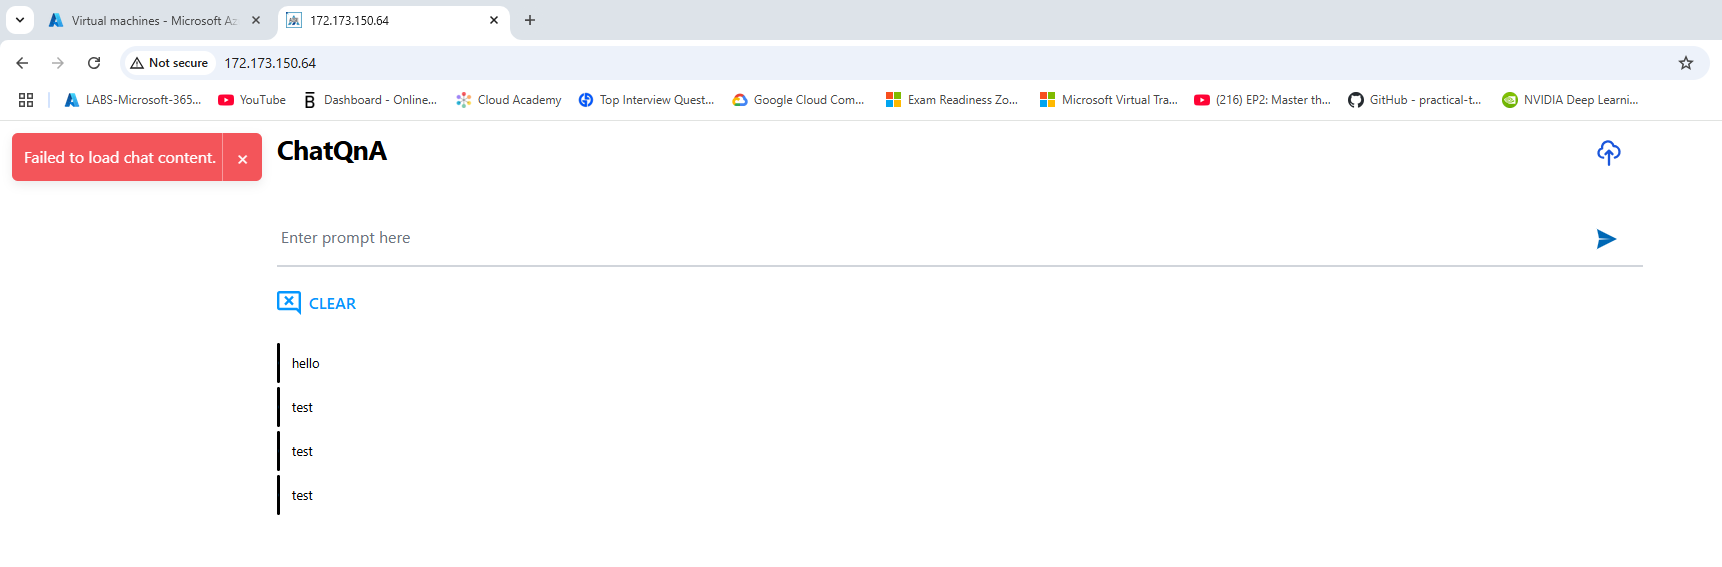 Virtual machines - Microsoft Az
172.173.150.64
Not secure
172.173.150.64
LABS-Microsoft-365...
YouTube
Dashboard - Online...
Cloud Academy
Top Interview Quest...
Google Cloud Com...
Exam Readiness Zo...
Microsoft Virtual Tra...
(216) EP2: Master th...
GitHub - practical-t...
NVIDIA Deep Learni...
Failed to load chat content.
ChatQnA
Enter prompt here
CLEAR
hello
test
test
test